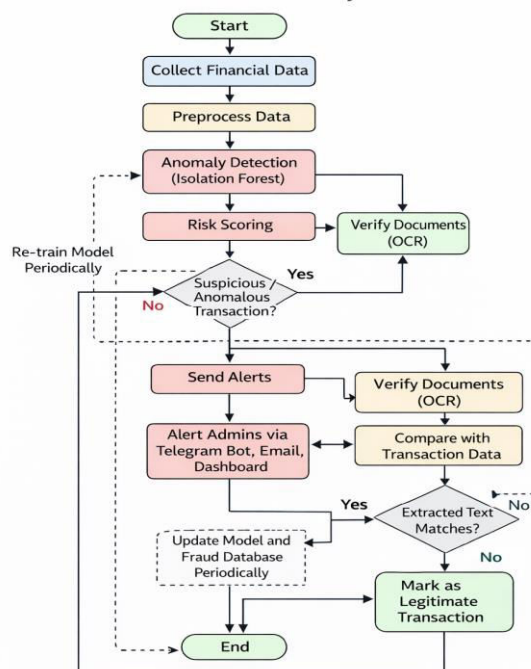 Start
Collect Financial Data
Preprocess Data
Anomaly Detection
(Isolation Forest)
Risk Scoring
Verify Documents
(OCR)
Re-train Model
Periodically
Yes
Suspicious /
Anomalous
Transaction?
No
Send Alerts
Verify Documents
(OCR)
Alert Admins via
Telegram Bot, Email,
Dashboard
Compare with
Transaction Data
Yes
Extracted Text
Matches?
No
Update Model and
Fraud Database
Periodically
No
Mark as
Legitimate
Transaction
End